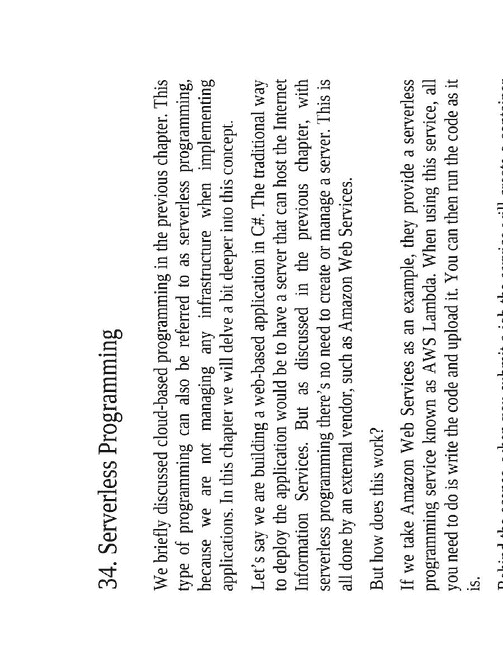 34. Serverless Programming
We briefly discussed cloud-based programming in the previous chapter. This
type of programming can also be referred to as serverless programming,
because we are not managing any infrastructure when implementing
applications. In this chapter we will delve a bit deeper into this concept.
Let's say we are building a web-based application in C#. The traditional way
to deploy the application would be to have a server that can host the Internet
Information Services. But as discussed in the previous chapter, with
serverless programming there's no need to create or manage a server. This is
all done by an external vendor, such as Amazon Web Services.
But how does this work?
If we take Amazon Web Services as an example, they provide a serverless
programming service known as AWS Lambda. When using this service, all
you need to do is write the code and upload it. You can then run the code as it
is.